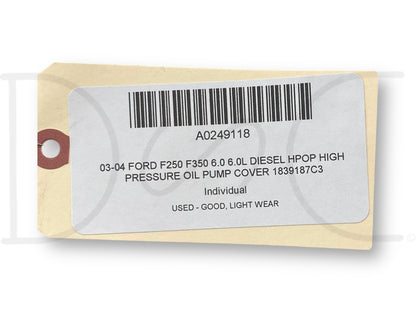 A0249118
03-04 FORD F250 F350 6.0 6.0L DIESEL HPOP HIGH
PRESSURE OIL PUMP COVER 1839187C3
Individual
USED - GOOD, LIGHT WEAR